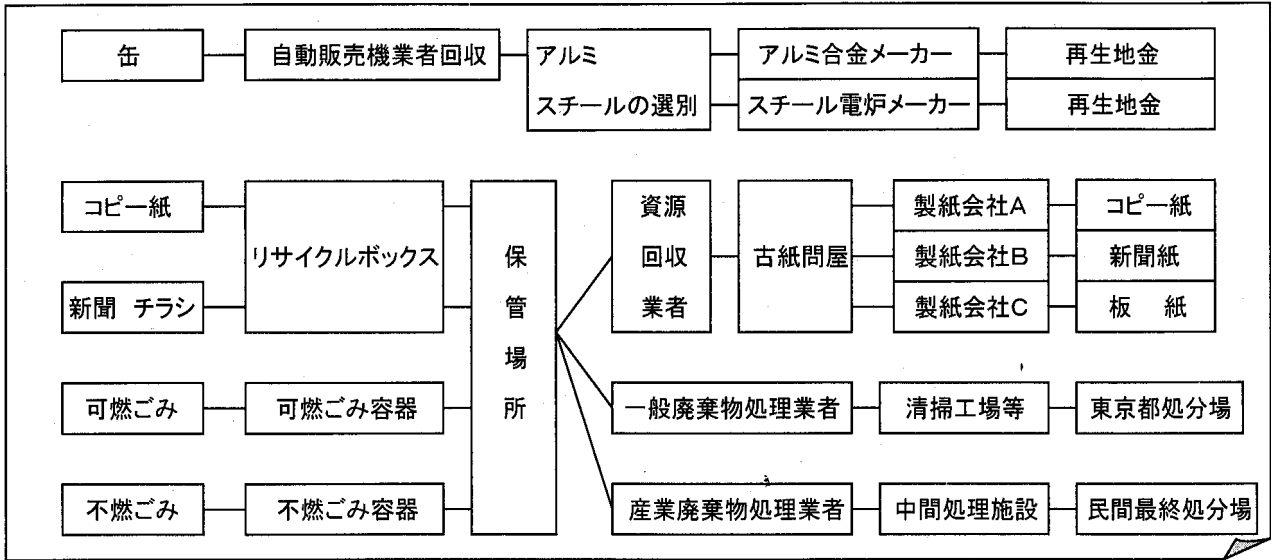 缶
自動販売機業者回収
アルミ
スチールの選別
アルミ合金メーカー
再生地金
スチール電炉メーカー
再生地金
コピー紙
新聞 チラシ
リサイクルボックス
保
管
場
所
資源
回収
業者
古紙問屋
製紙会社A
コピー紙
製紙会社B
新聞紙
製紙会社C
板 紙
可燃ごみ
可燃ごみ容器
一般廃棄物処理業者
清掃工場等
東京都処分場
不燃ごみ
不燃ごみ容器
産業廃棄物処理業者
中間処理施設
民間最終処分場